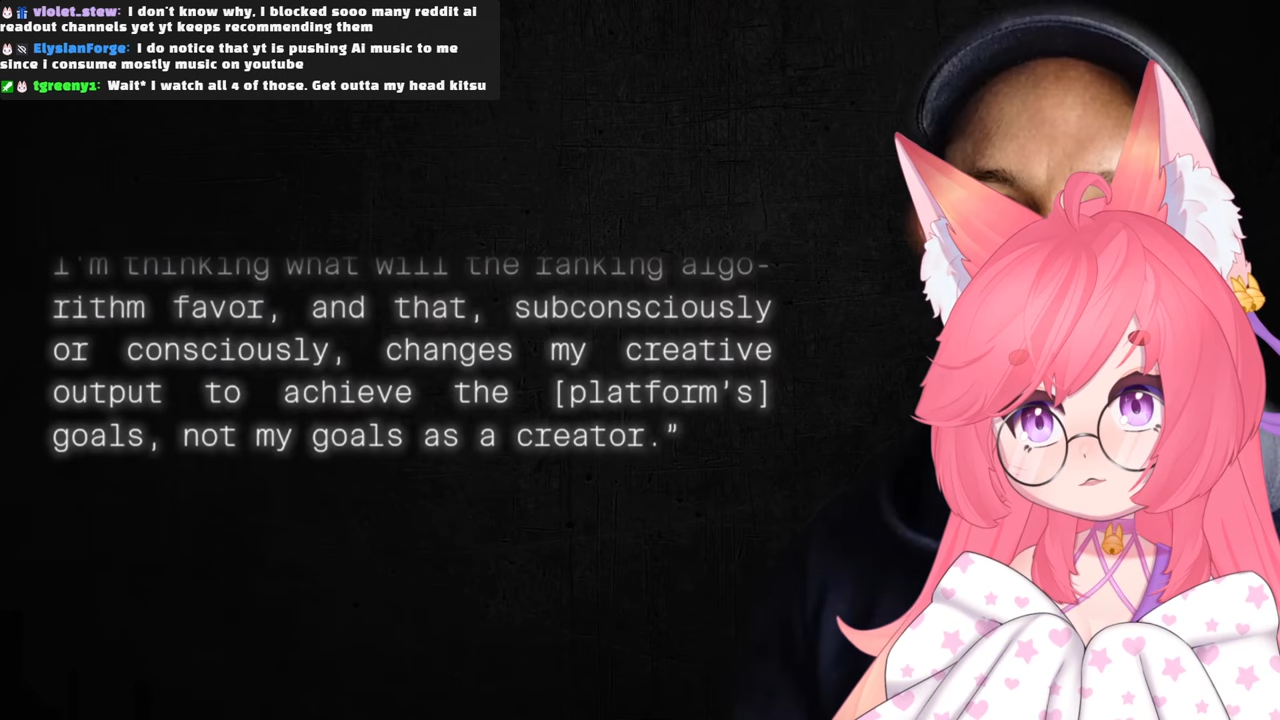 violet_stew: I don't know why, I blocked sooo many reddit ai
readout channels yet yt keeps recommending them
ElysianForge: I do notice that yt is pushing Ai music to me
since i consume mostly music on youtube
tgreeny1: Wait* I watch all 4 of those. Get outta my head kitsu
I'm thinking what will the ranking algo-
rithm favor, and that, subconsciously
or consciously, changes my creative
output to achieve the [platform's]
goals, not my goals as a creator.”